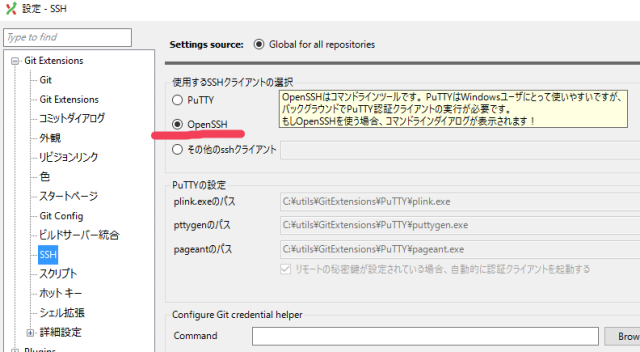 設定 - SSH
Type to find
Settings source: Global for all repositories
Git Extensions
Git
Git Extensions
コミットダイアログ
外観
リビジョンリンク
色
スタートページ
Git Config
ビルドサーバー統合
SSH
スクリプト
ホット キー
シェル拡張
詳細設定
Plugins
使用するSSHクライアントの選択
PuTTY
OpenSSHはコマンドラインツールです。PuTTYはWindowsユーザにとって使いやすいですが、
バックグラウンドでPuTTY認証クライアントの実行が必要です。
もしOpenSSHを使う場合、コマンドラインダイアログが表示されます！
OpenSSH
その他のsshクライアント
PuTTYの設定
plink.exeのパス C:¥utils¥GitExtensions¥PuTTY¥plink.exe
pttygenのパス C:¥utils¥GitExtensions¥PuTTY¥puttygen.exe
pageantのパス C:¥utils¥GitExtensions¥PuTTY¥pageant.exe
リモートの秘密鍵が設定されている場合、自動的に認証クライアントを起動する
Configure Git credential helper
Command Brow